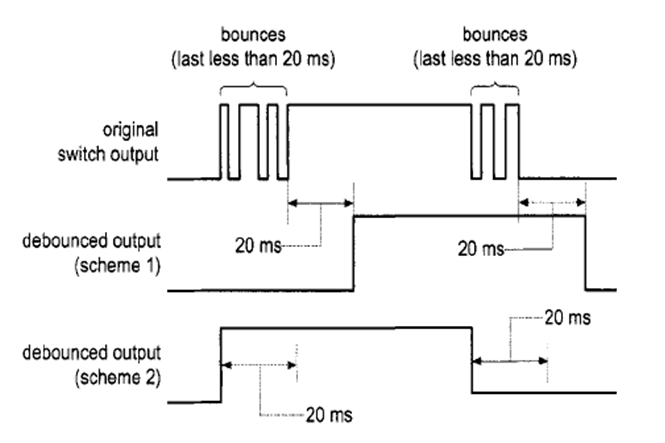 bounces
(last less than 20 ms)
bounces
(last less than 20 ms)
original
switch output
debounced output
(scheme 1)
20 ms
20 ms
debounced output
(scheme 2)
20 ms
20 ms